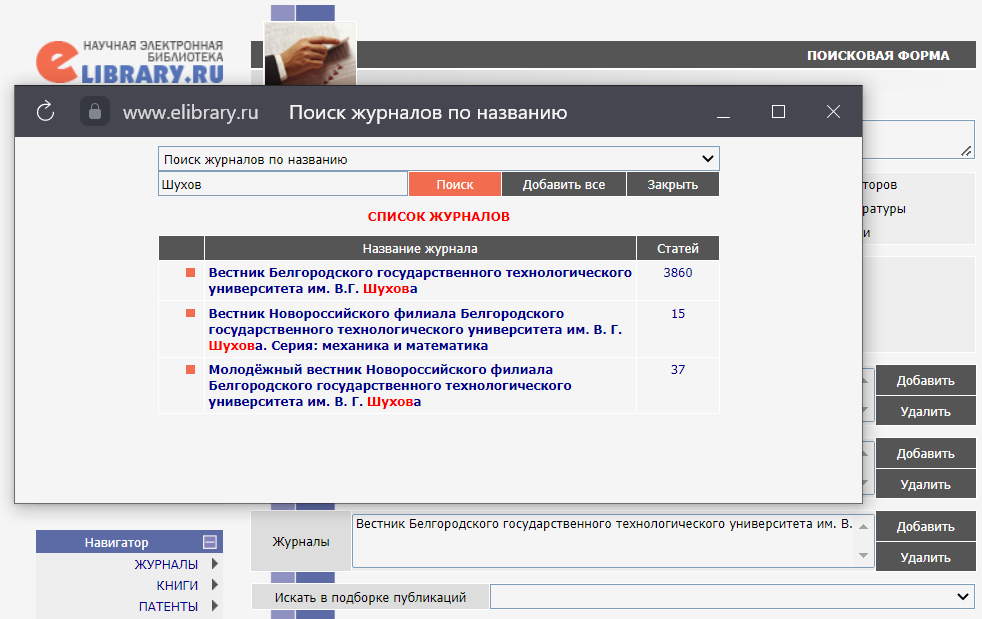 НАУЧНАЯ ЭЛЕКТРОННАЯ
БИБЛИОТЕКА
eLIBRARY.RU
ПОИСКОВАЯ ФОРМА
www.elibrary.ru Поиск журналов по названию
Поиск журналов по названию
Шухов Поиск Добавить все Закрыть
СПИСОК ЖУРНАЛОВ
Название журнала Статей
Вестник Белгородского государственного технологического 3860
университета им. В.Г. Шухова
Вестник Новороссийского филиала Белгородского 15
государственного технологического университета им. В. Г.
Шухова. Серия: механика и математика
Молодёжный вестник Новороссийского филиала 37
Белгородского государственного технологического
университета им. В. Г. Шухова
торов
ратуры
и
Добавить
Удалить
Добавить
Удалить
Журналы
Вестник Белгородского государственного технологического университета им. В.
Добавить
Удалить
Искать в подборке публикаций
Навигатор
ЖУРНАЛЫ
КНИГИ
ПАТЕНТЫ